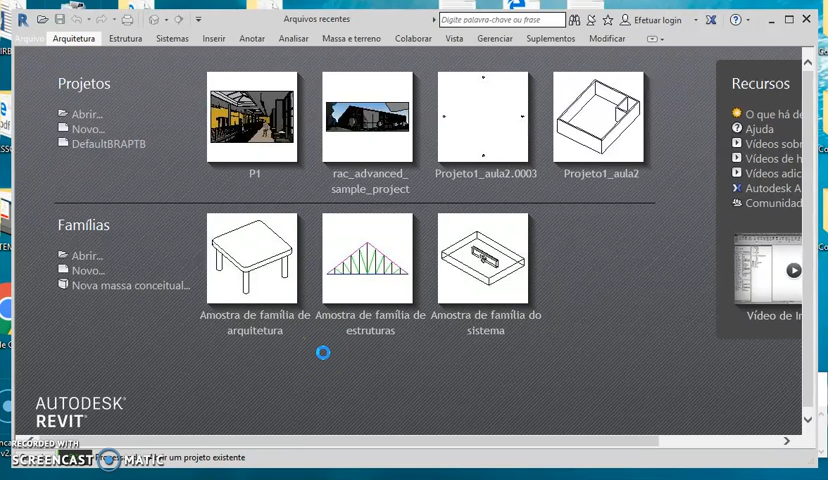 Arquivos recentes
Digite palavra-chave ou frase
Efetuar login
Arquivo Arquitetura Estrutura Sistemas Inserir Anotar Analisar Massa e terreno Colaborar Vista Gerenciar Suplementos Modificar
Projetos
Abrir...
Novo...
DefaultBRAPTB
P1
rac_advanced_
sample_project
Projeto1_aula2.0003
Projeto1_aula2
Famílias
Abrir...
Novo...
Nova massa conceitual...
Amostra de família de
arquitetura
Amostra de família de
estruturas
Amostra de família do
sistema
Recursos
O que há de
Ajuda
Vídeos sob
Vídeos de h
Vídeos adic
Autodesk A
Comunidad
Vídeo de In
AUTODESK®
REVIT®
RECORDED WITH
SCREENCAST MATIC
ir um projeto existente